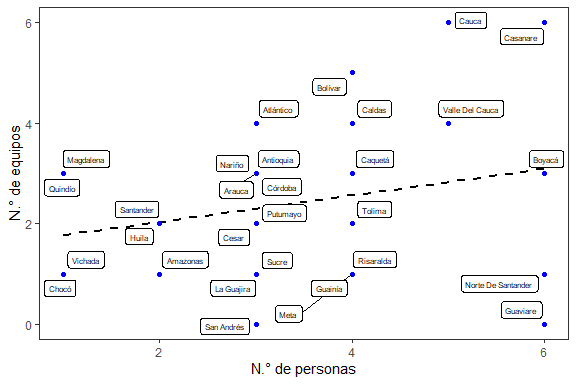 6
4
2
0
N.° de equipos
Cauca
Casanare
Bolívar
Atlántico
Caldas
Valle Del Cauca
Magdalena
Quindío
Nariño
Antioquia
Caquetá
Boyacá
Arauca
Córdoba
Santander
Putumayo
Tolima
Huila
Cesar
Vichada
Amazonas
Sucre
Risaralda
Chocó
La Guajira
Guainía
Norte De Santander
San Andrés
Meta
Guaviare
2
4
6
N.° de personas